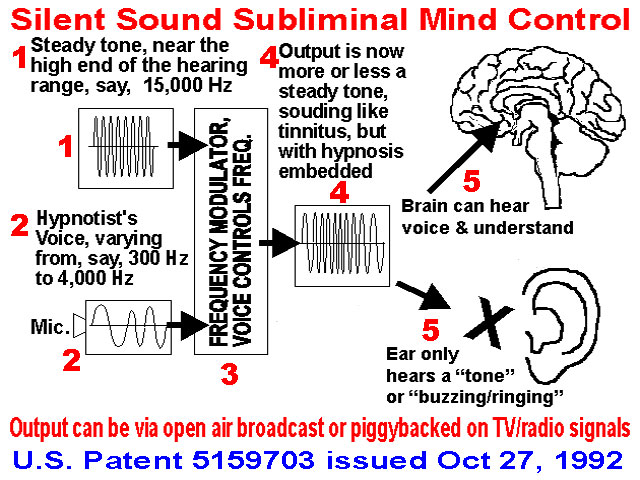 Silent Sound Subliminal Mind Control
1 Steady tone, near the
high end of the hearing
range, say, 15,000 Hz
1
2 Hypnotist's
Voice, varying
from, say, 300 Hz
to 4,000 Hz
Mic.
2
FREQUENCY MODULATOR,
VOICE CONTROLS FREQ.
3
4 Output is now
more or less a
steady tone,
souding like
tinnitus, but
with hypnosis
embedded
4
5
Brain can hear
voice & understand
X
5
Ear only
hears a “tone”
or “buzzing/ringing”
Output can be via open air broadcast or piggybacked on TV/radio signals
U.S. Patent 5159703 issued Oct 27, 1992